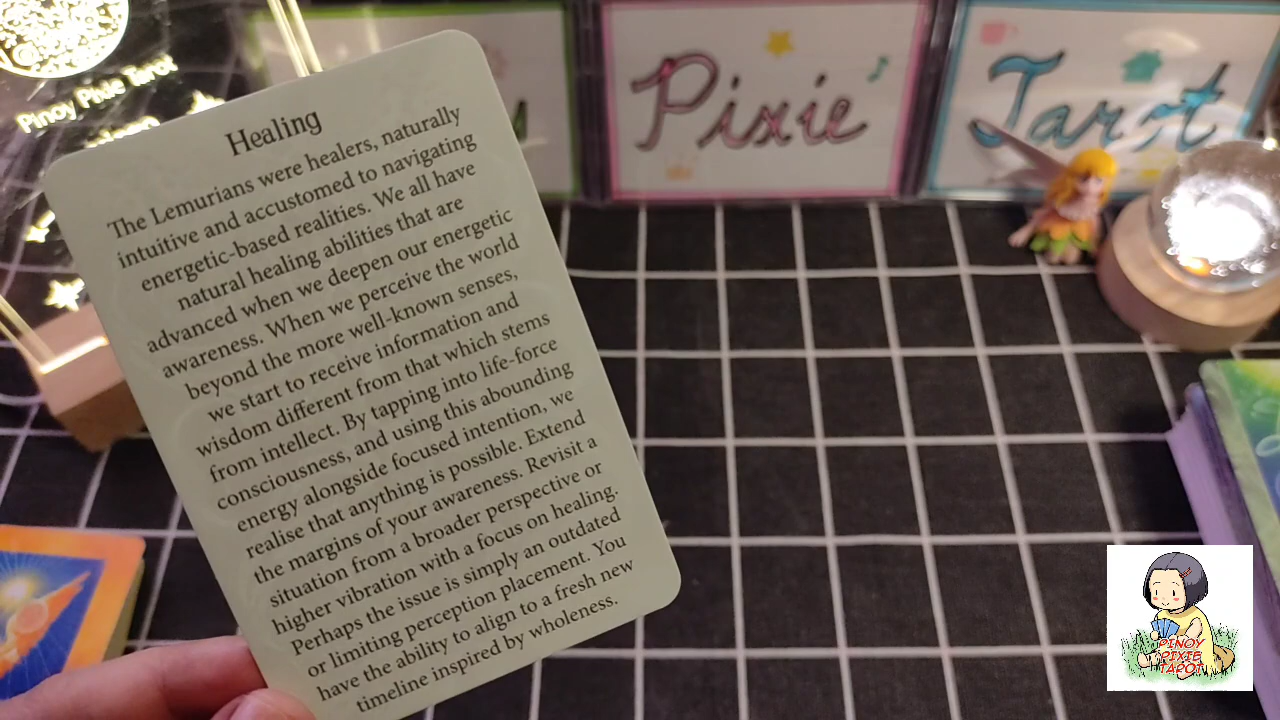 Pinoy Pixie Tarot
Pixie
Tarot
Healing
The Lemurians were healers, naturally
intuitive and accustomed to navigating
energetic-based realities. We all have
natural healing abilities that are
advanced when we deepen our energetic
awareness. When we perceive the world
beyond the more well-known senses,
we start to receive information and
wisdom different from that which stems
from intellect. By tapping into life-force
consciousness, and using this abounding
energy alongside focused intention, we
realise that anything is possible. Extend
the margins of your awareness. Revisit a
situation from a broader perspective or
higher vibration with a focus on healing.
Perhaps the issue is simply an outdated
or limiting perception placement. You
have the ability to align to a fresh new
timeline inspired by wholeness.
PINOY
PIXIE
TAROT